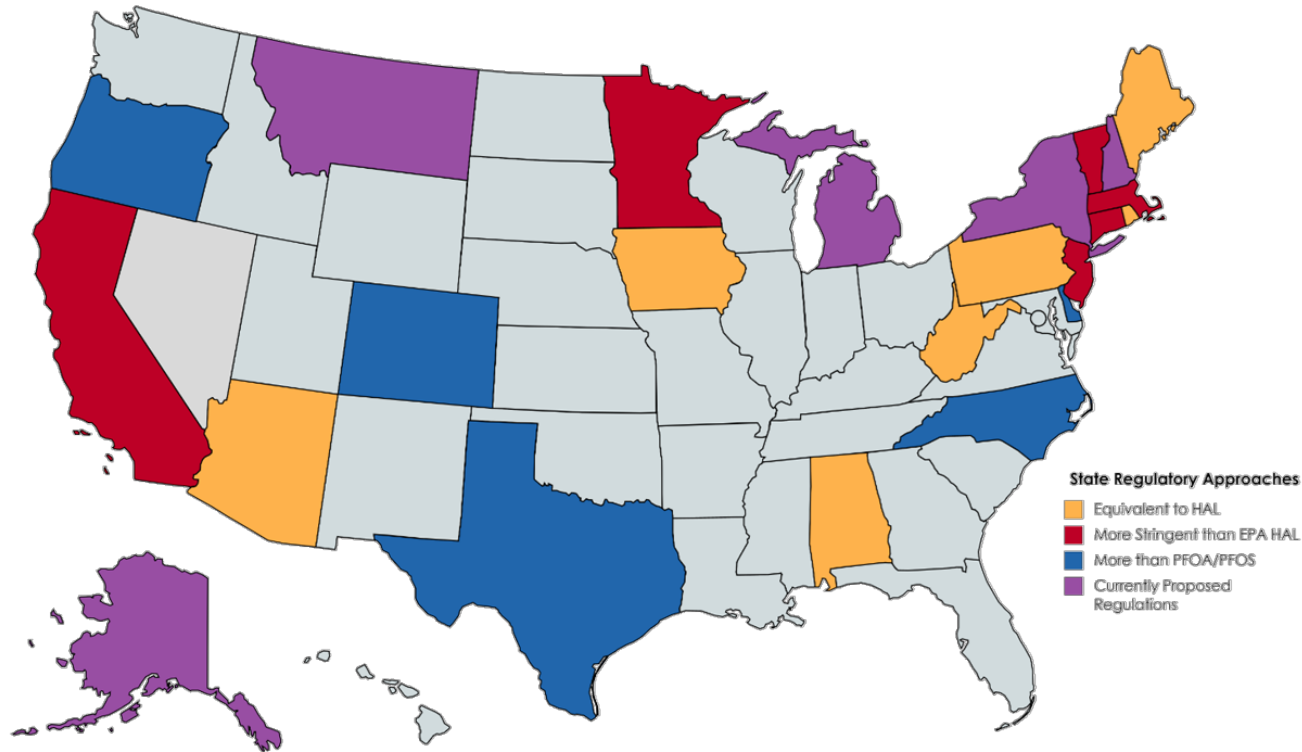 State Regulatory Approaches
Equivalent to HAL
More Stringent than EPA HAL
More than PFOA/PFOS
Currently Proposed
Regulations